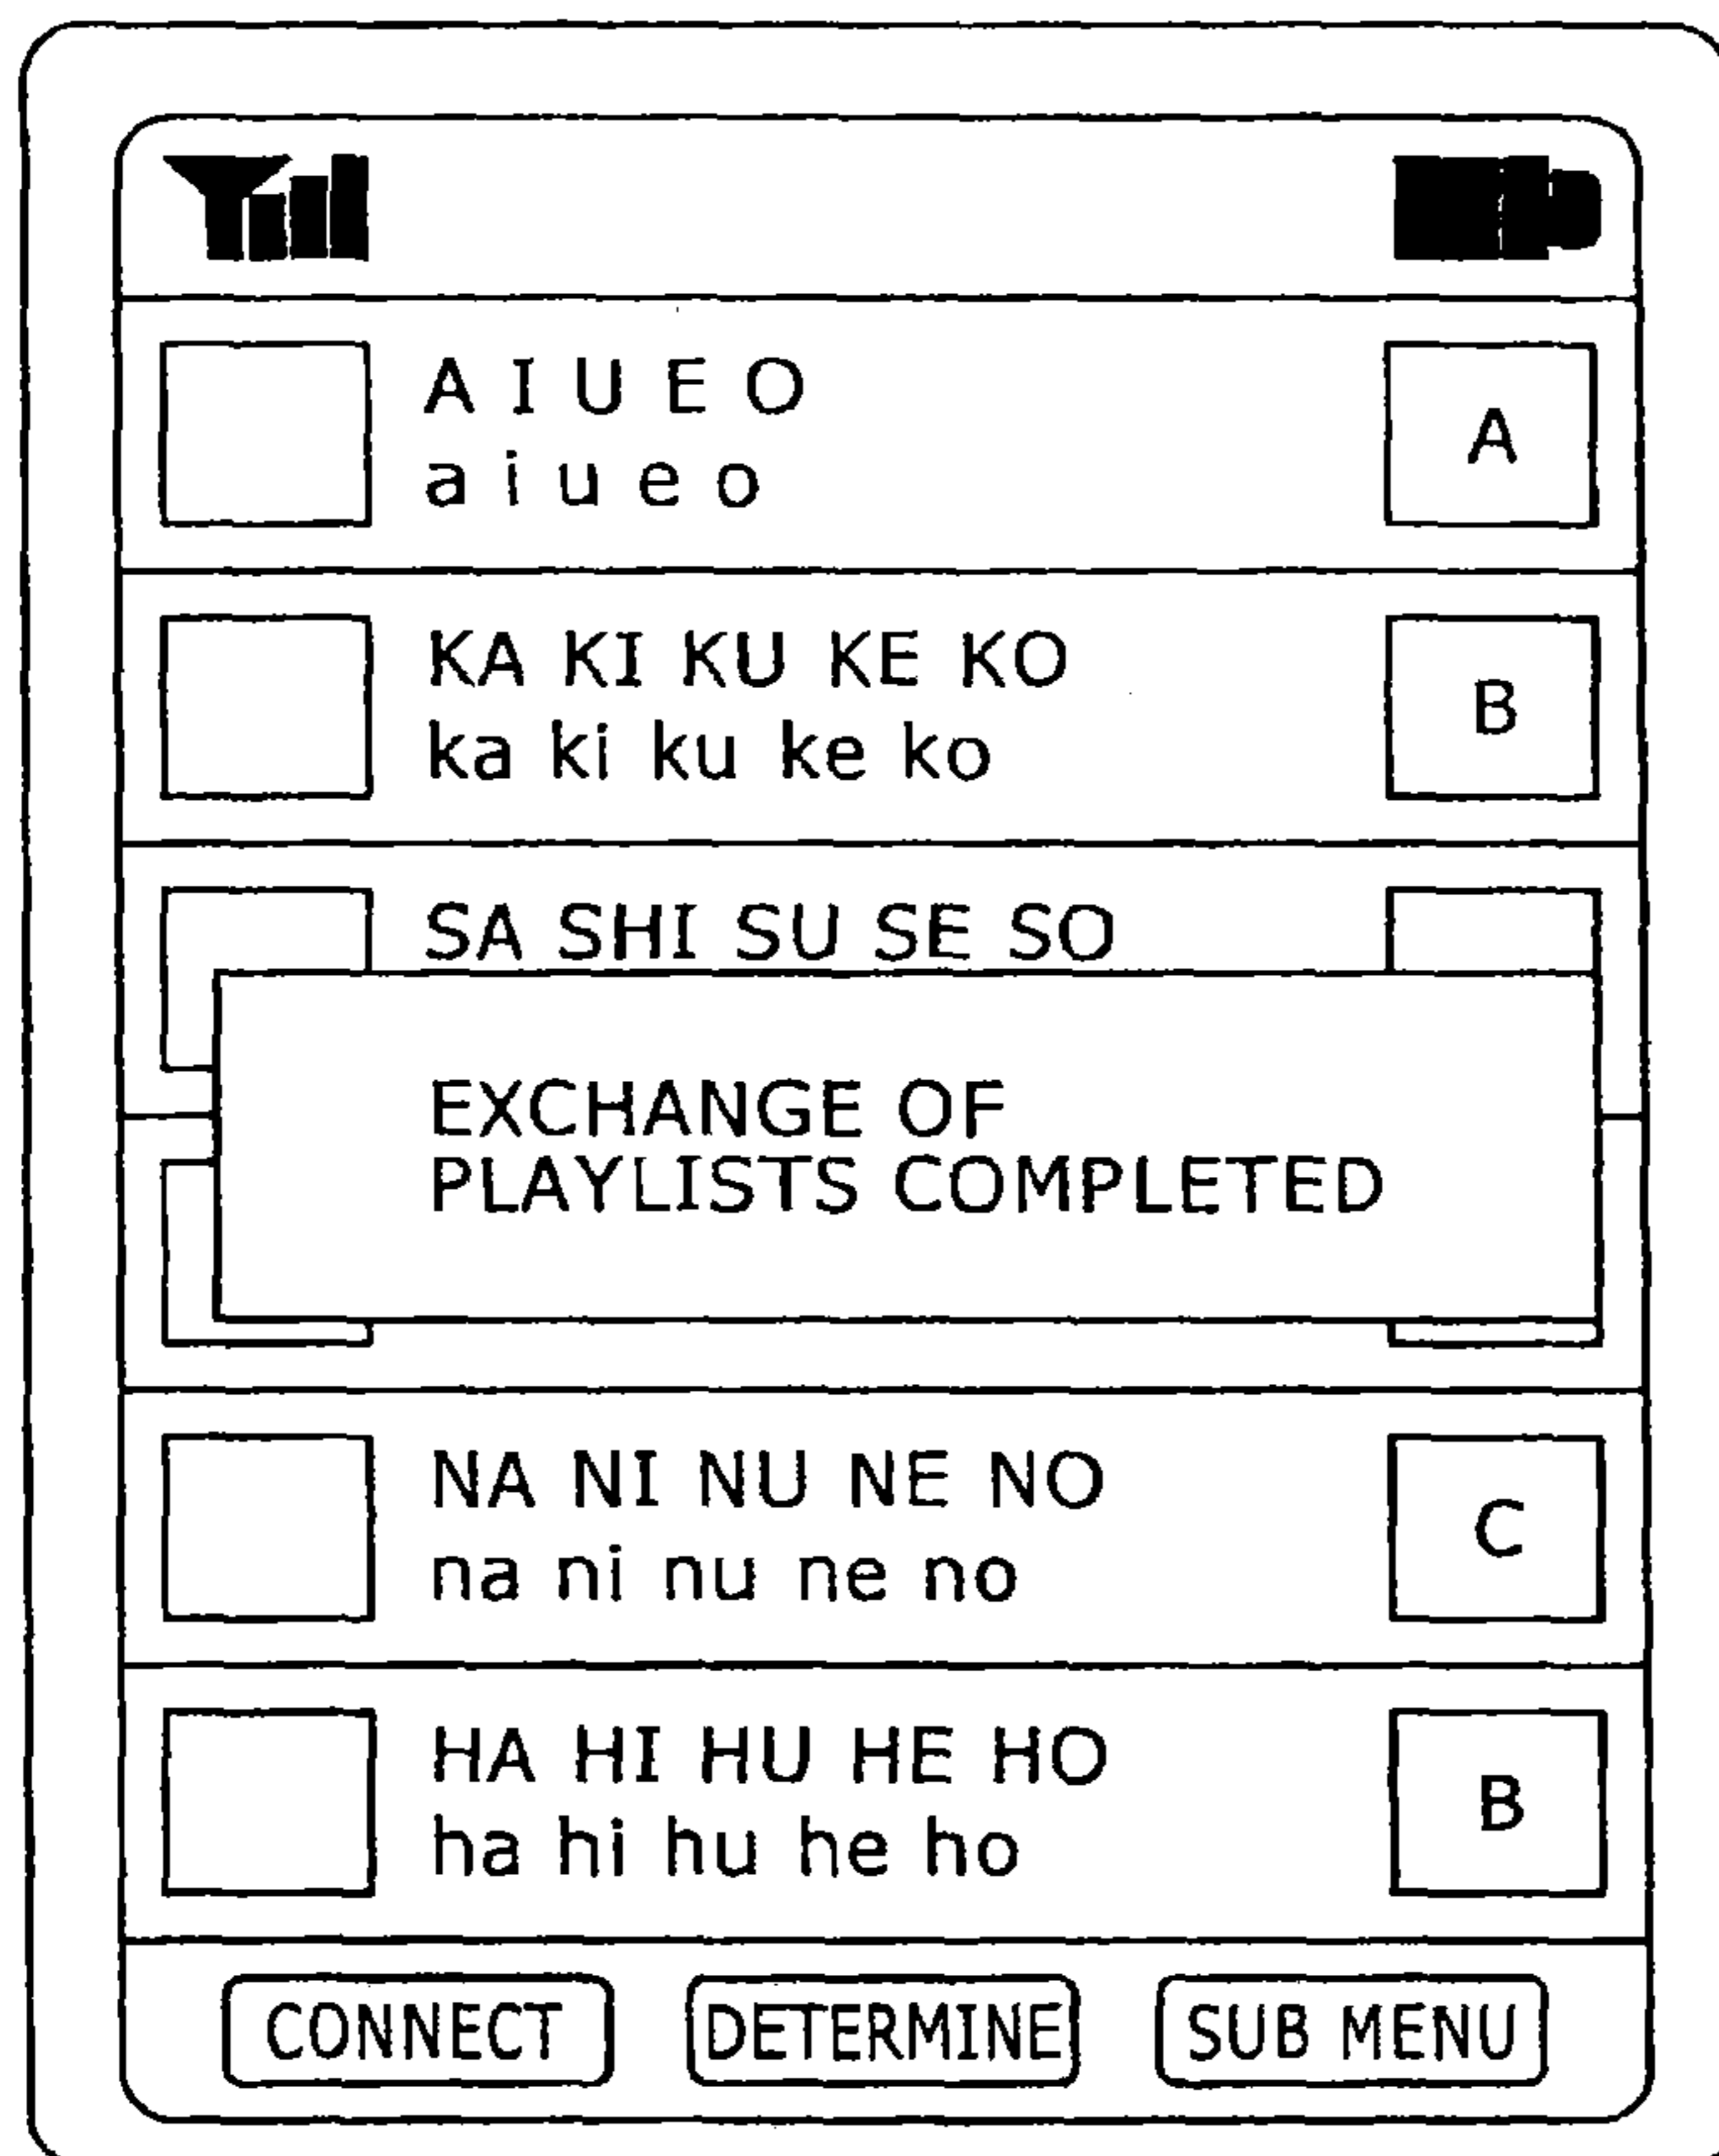 A I U E O
a i u e o
A
KA KI KU KE KO
ka ki ku ke ko
B
SA SHI SU SE SO
EXCHANGE OF
PLAYLISTS COMPLETED
NA NI NU NE NO
na ni nu ne no
C
HA HI HU HE HO
ha hi hu he ho
B
CONNECT
DETERMINE
SUB MENU